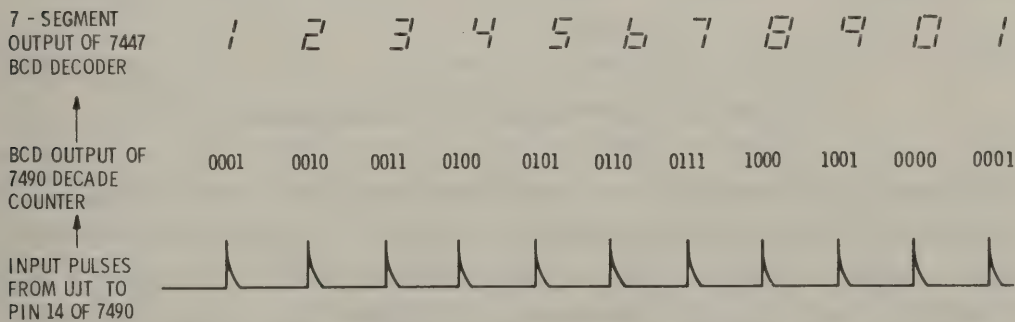 7 - SEGMENT
OUTPUT OF 7447
BCD DECODER
1 2 3 4 5 6 7 8 9 0 1
BCD OUTPUT OF
7490 DECADE
COUNTER
0001 0010 0011 0100 0101 0110 0111 1000 1001 0000 0001
INPUT PULSES
FROM UJT TO
PIN 14 OF 7490